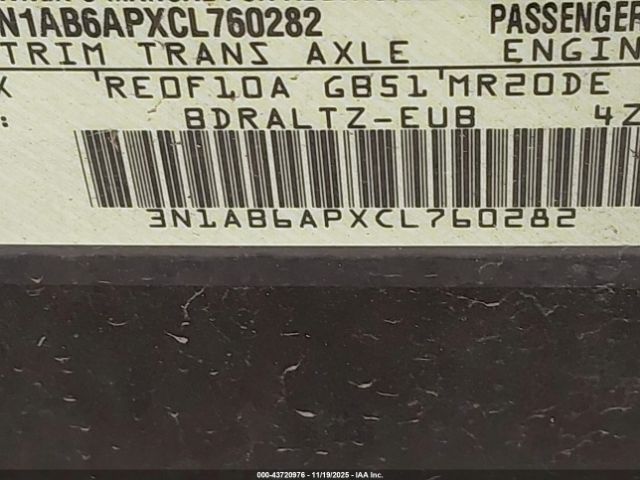 N1AB6APXCL760282 PASSENGER
TRIM TRANS AXLE ENGIN
X 'RE0F10A GB51'MR20DE
: BDRALTZ-EUB 4Z
3N1AB6APXCL760282
000-43720976 - 11/19/2025 - IAA Inc.